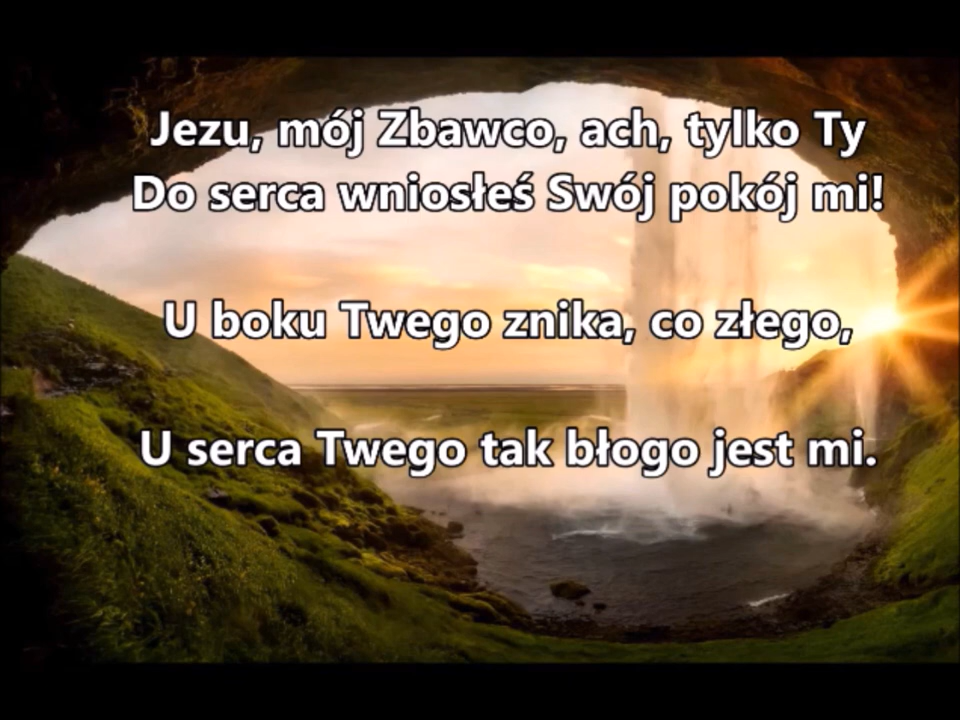 Jezu, mój Zbawco, ach, tylko Ty
Do serca wniosłeś Swój pokój mi!
U boku Twego znika, co złego,
U serca Twego tak błogo jest mi.